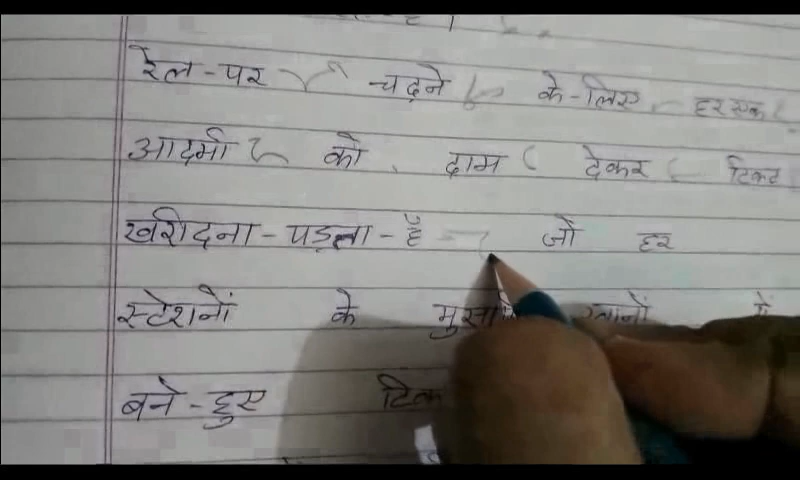 रेल-पर चढ़ने के-लिए हर एक
आदमी को दाम देकर टिकट
खरीदना-पड़ता-है जो हर
स्टेशनों के
बने-हुए